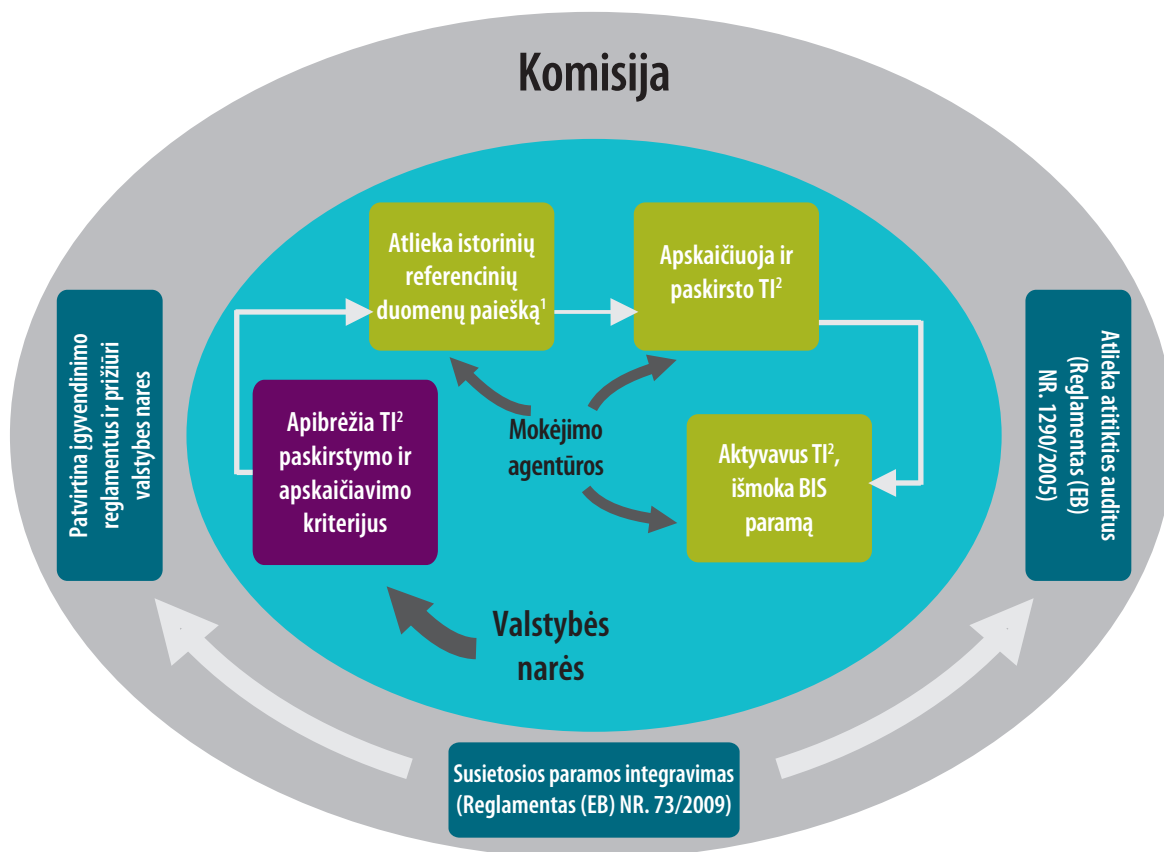 Komisija
Atlieka istorinių
referencinių
duomenų paiešką¹
Apskaičiuoja ir
paskirsto TI²
Patvirtina įgyvendinimo
reglamentus ir prižiūri
valstybes nares
Apibrėžia TI²
paskirstymo ir
apskaičiavimo
kriterijus
Mokėjimo
agentūros
Aktyvavus TI²,
išmoka BIS
paramą
Atlieka atitikties auditus
(Reglamentas (EB)
NR. 1290/2005)
Valstybės
narės
Susietosios paramos integravimas
(Reglamentas (EB) NR. 73/2009)